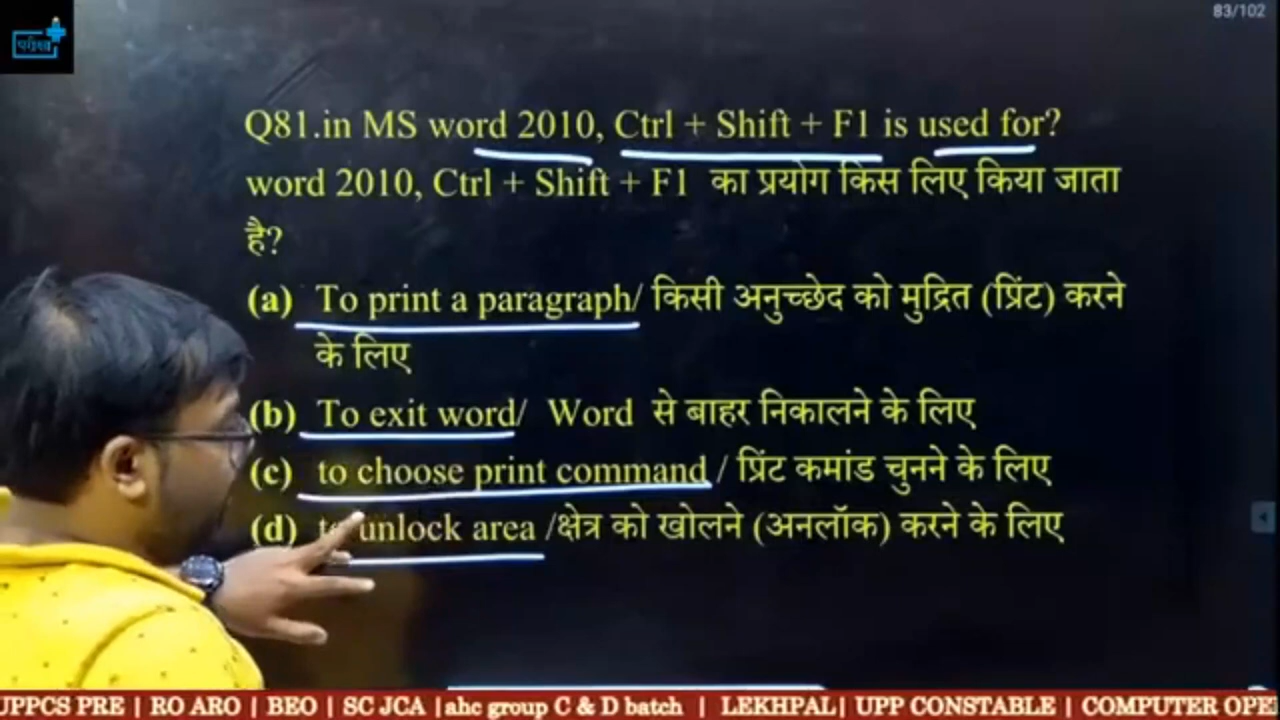 83/102
परीक्षा
Q81.in MS word 2010, Ctrl + Shift + F1 is used for?
word 2010, Ctrl + Shift + F1 का प्रयोग किस लिए किया जाता
है?
(a) To print a paragraph/ किसी अनुच्छेद को मुद्रित (प्रिंट) करने
के लिए
(b) To exit word/ Word से बाहर निकालने के लिए
(c) to choose print command / प्रिंट कमांड चुनने के लिए
(d) to unlock area /क्षेत्र को खोलने (अनलॉक) करने के लिए
UPPCS PRE | RO ARO | BEO | SC JCA |ahc group C & D batch | LEKHPAL| UPP CONSTABLE | COMPUTER OPE